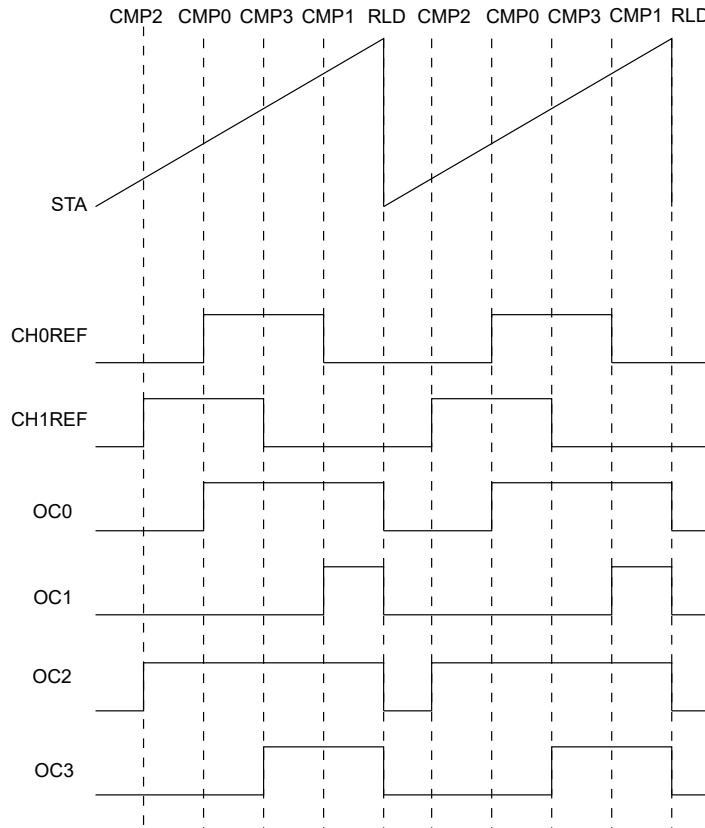 CMP2 CMP0 CMP3 CMP1 RLD CMP2 CMP0 CMP3 CMP1 RLD
STA
CH0REF
CH1REF
OC0
OC1
OC2
OC3